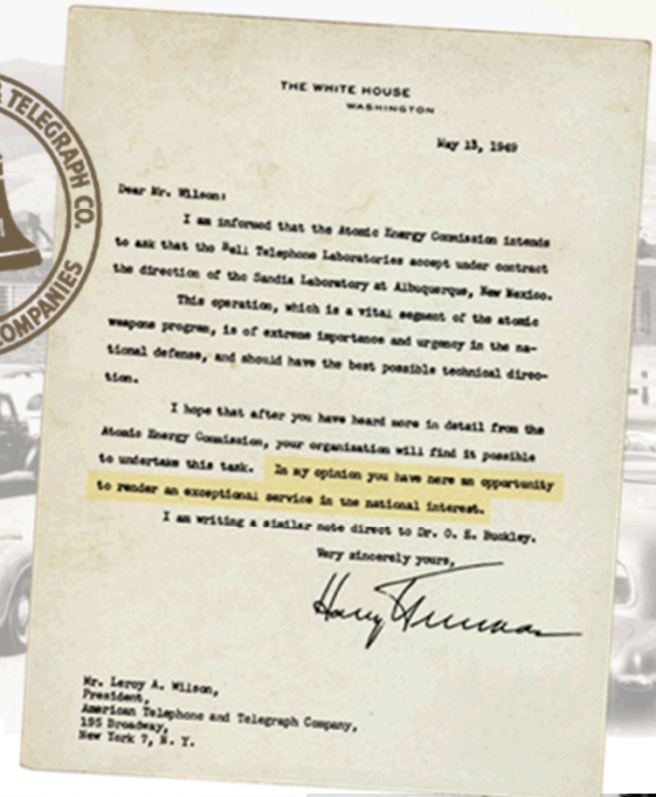 & TELEGRAPH CO.
COMPANIES
THE WHITE HOUSE
WASHINGTON
May 13, 1949
Dear Mr. Wilson:
I am informed that the Atomic Energy Commission intends
to ask that the Bell Telephone Laboratories accept under contract
the direction of the Sandia Laboratory at Albuquerque, New Mexico.
This operation, which is a vital segment of the atomic
weapons program, is of extreme importance and urgency in the na-
tional defense, and should have the best possible technical direc-
tion.
I hope that after you have heard more in detail from the
Atomic Energy Commission, your organization will find it possible
to undertake this task. In my opinion you have here an opportunity
to render an exceptional service in the national interest.
I am writing a similar note direct to Dr. O. E. Buckley.
Very sincerely yours,
Harry Truman
Mr. Leroy A. Wilson,
President,
American Telephone and Telegraph Company,
195 Broadway,
New York 7, N. Y.